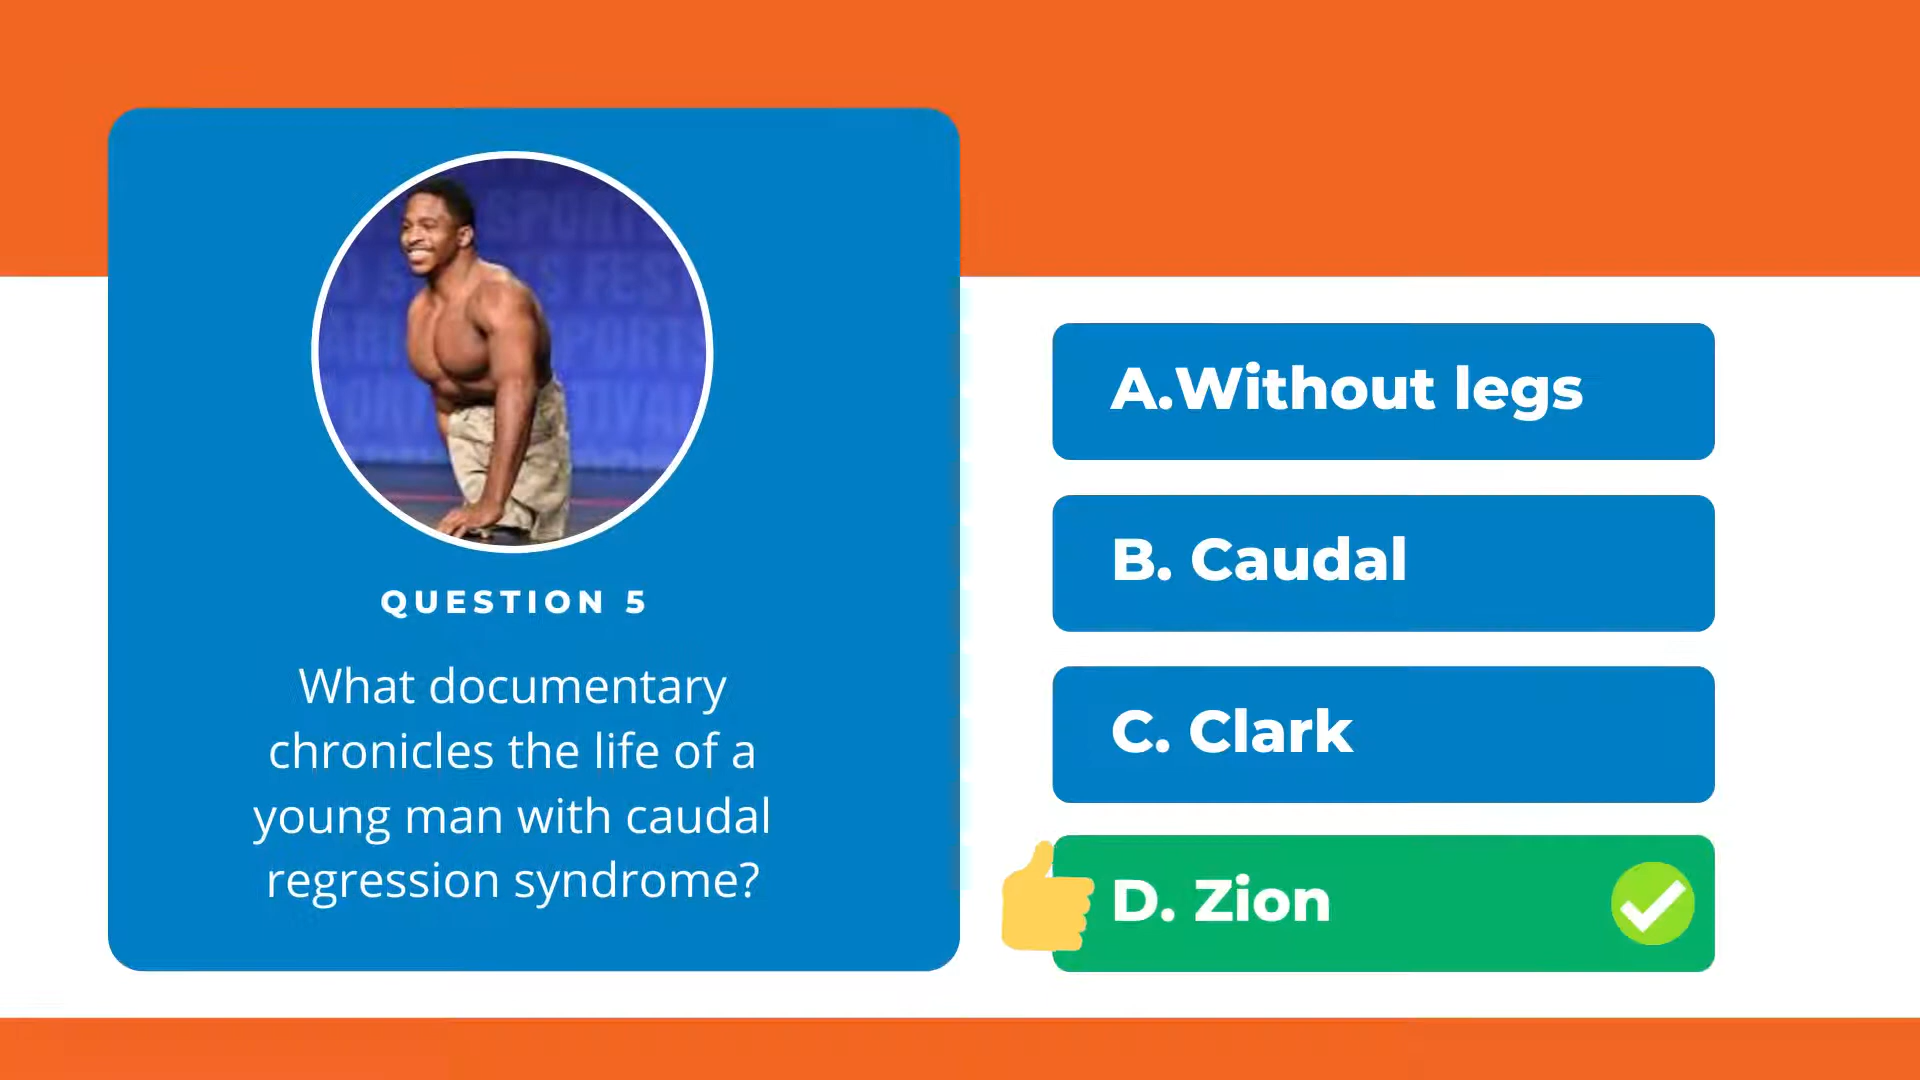 QUESTION 5
What documentary
chronicles the life of a
young man with caudal
regression syndrome?
A.Without legs
B. Caudal
C. Clark
D. Zion